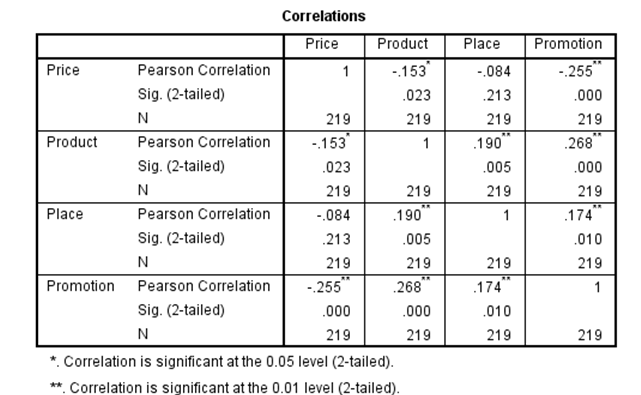 Correlations
Price Product Place Promotion
Price Pearson Correlation 1 -.153* -.084 -.255**
Sig. (2-tailed) .023 .213 .000
N 219 219 219 219
Product Pearson Correlation -.153* 1 .190** .268**
Sig. (2-tailed) .023 .005 .000
N 219 219 219 219
Place Pearson Correlation -.084 .190** 1 .174**
Sig. (2-tailed) .213 .005 .010
N 219 219 219 219
Promotion Pearson Correlation -.255** .268** .174** 1
Sig. (2-tailed) .000 .000 .010
N 219 219 219 219
*. Correlation is significant at the 0.05 level (2-tailed).
**. Correlation is significant at the 0.01 level (2-tailed).